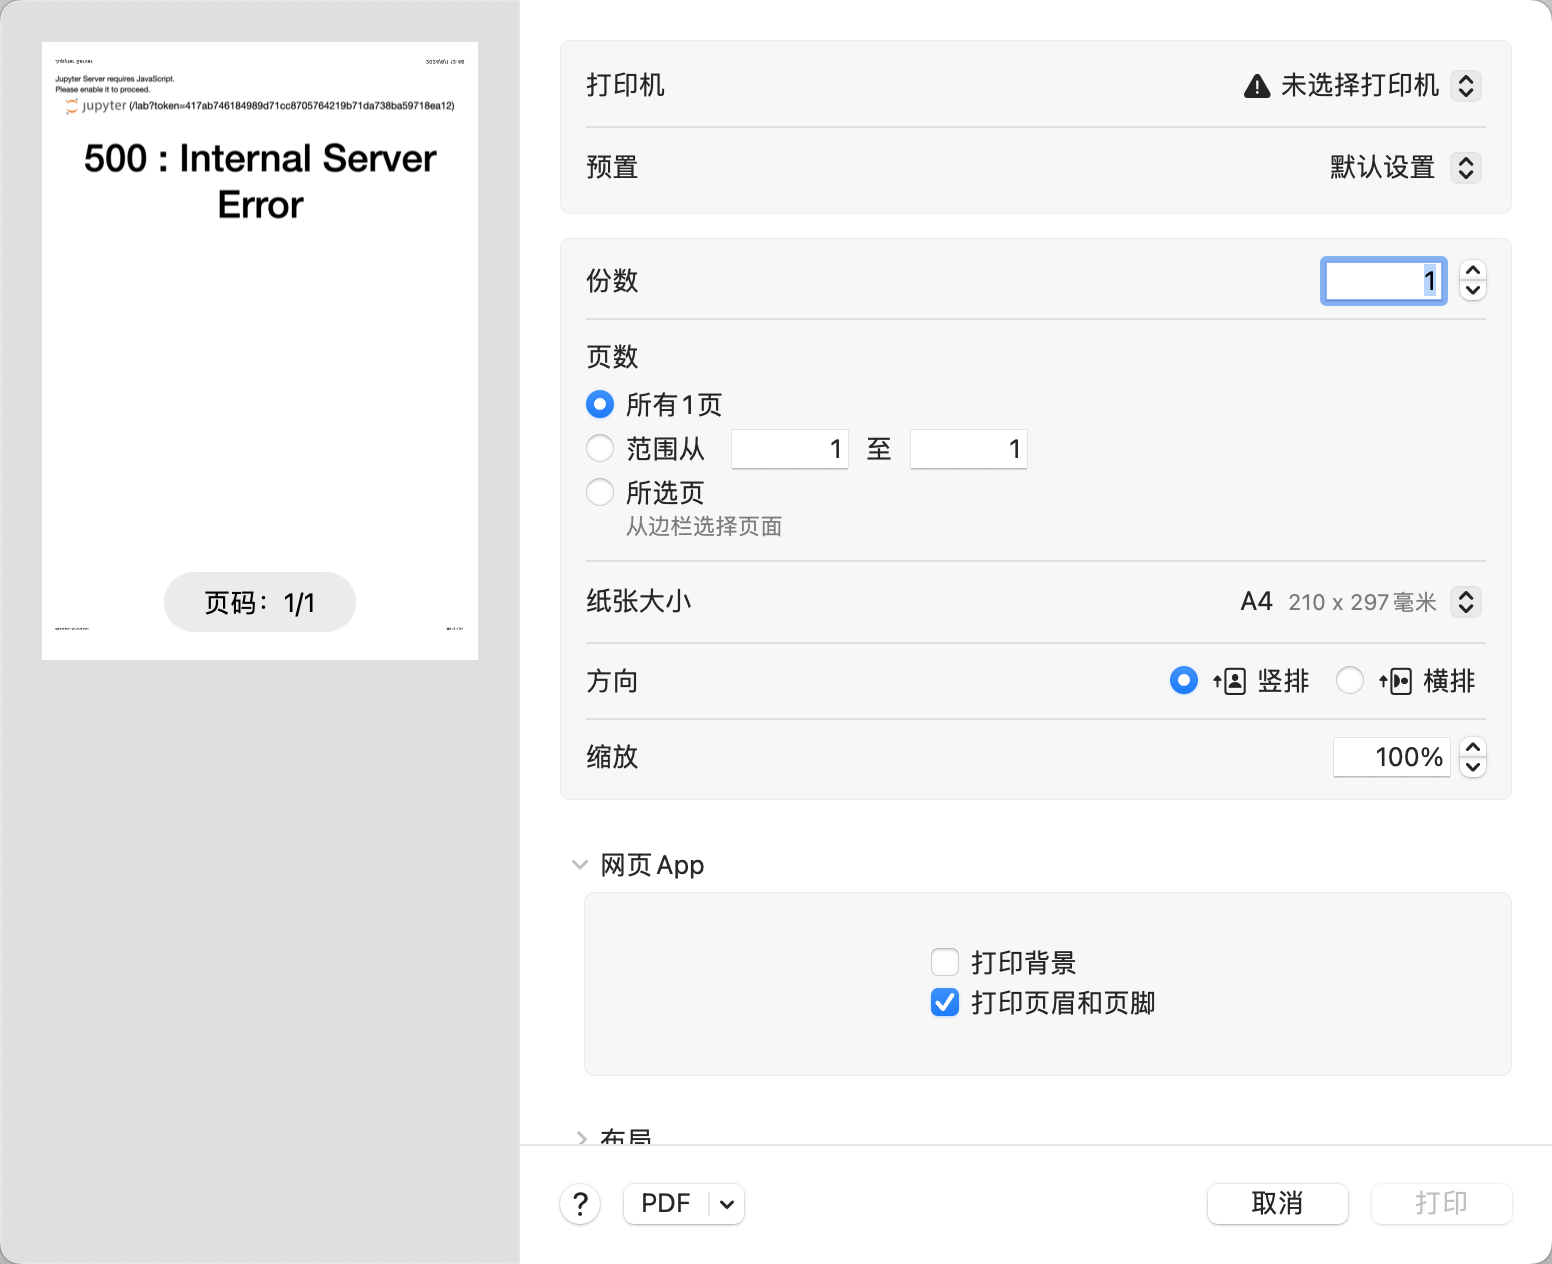 Jupyter Server
Jupyter Server requires JavaScript.
Please enable it to proceed.
jupyter (/lab?token=417ab746184989d71cc8705764219b71da738ba59718ea12)
500 : Internal Server
Error
页码：1/1
打印机
未选择打印机
预置
默认设置
份数
1
页数
所有1页
范围从 1 至 1
所选页
从边栏选择页面
纸张大小
A4 210 x 297毫米
方向
竖排 横排
缩放
100%
网页App
打印背景
打印页眉和页脚
布局
? PDF 取消 打印